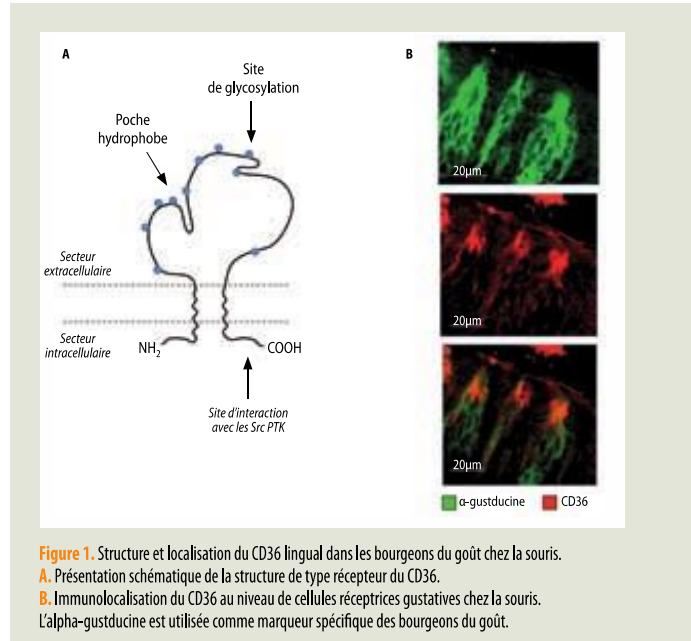 A
Site
de glycosylation
Poche
hydrophobe
Secteur
extracellulaire
Secteur
intracellulaire
NH2
COOH
Site d'interaction
avec les Src PTK
B
20µm
20µm
20µm
α-gustducine CD36
Figure 1. Structure et localisation du CD36 lingual dans les bourgeons du goût chez la souris.
A. Présentation schématique de la structure de type récepteur du CD36.
B. Immunolocalisation du CD36 au niveau de cellules réceptrices gustatives chez la souris.
L'alpha-gustducine est utilisée comme marqueur spécifique des bourgeons du goût.